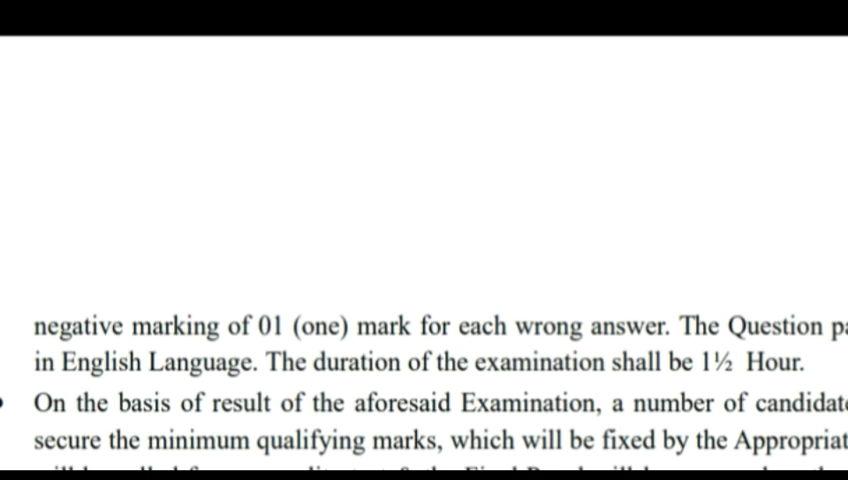 negative marking of 01 (one) mark for each wrong answer. The Question
in English Language. The duration of the examination shall be 1½ Hour.
On the basis of result of the aforesaid Examination, a number of
secure the minimum qualifying marks, which will be fixed by the